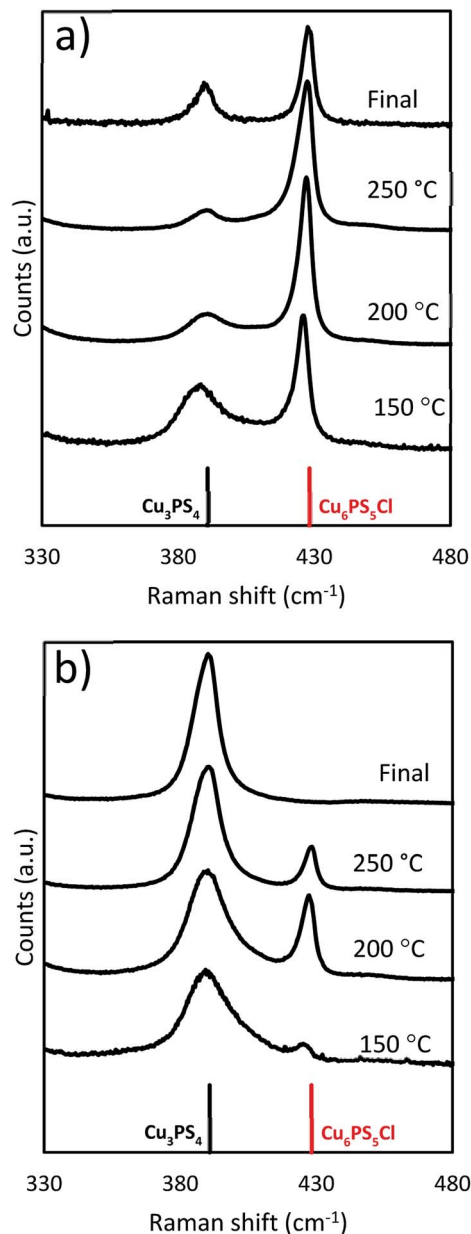 a)
Final
250 °C
200 °C
150 °C
Cu₃PS₄
Cu₆PS₅Cl
Counts (a.u.)
330 380 430 480
Raman shift (cm⁻¹)
b)
Final
250 °C
200 °C
150 °C
Cu₃PS₄
Cu₆PS₅Cl
Counts (a.u.)
330 380 430 480
Raman shift (cm⁻¹)